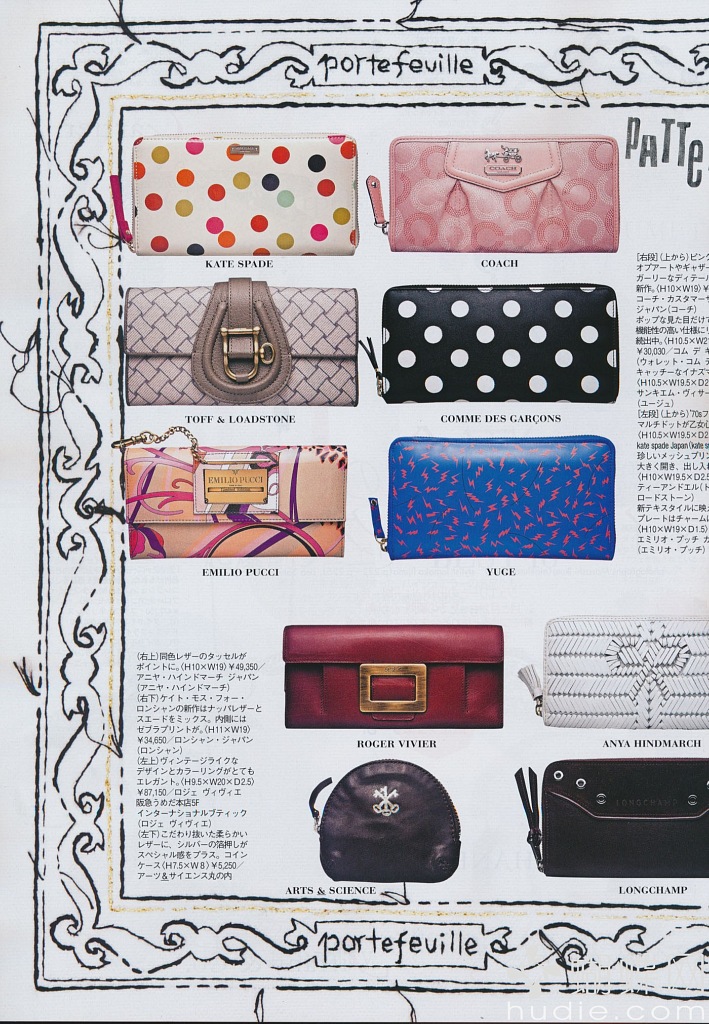 portefeuille
PATTE
KATE SPADE
COACH
COACH
TOFF & LOADSTONE
COMME DES GARÇONS
EMILIO PUCCI
EMILIO PUCCI
YUGE
[右段]（上から）ピンク
オプアートやギャザー
ガーリーなディテール
新作。〈H10×W19〉¥
コーチ・カスタマーサ
ジャパン（コーチ）
ポップな見た目だけで
機能性の高い仕様にリ
続出中。〈H10.5×W21
¥30,030／コム デ ギ
（ウォレット・コム デ
キャッチーなイナズマ
〈H10.5×W19.5×D2
サンキエム・ヴィサー
（ユージュ）
[左段]（上から）'70sフ
マルチドットが乙女心
〈H10.5×W19.5×D2
kate spade Japan（kate s
珍しいメッシュプリン
大きく開き、出し入れ
〈H10×W19.5×D2.5
ティーアンドエル（ト
ロードストーン）
新テキスタイルに映え
プレートはチャームに
〈H10×W19×D1.5〉
エミリオ・プッチ カ
（エミリオ・プッチ）
（右上）同色レザーのタッセルが
ポイントに。〈H10×W19〉¥49,350／
アニヤ・ハインドマーチ ジャパン
（アニヤ・ハインドマーチ）
（右下）ケイト・モス・フォー・
ロンシャンの新作はナッパレザーと
スエードをミックス。内側には
ゼブラプリントが。〈H11×W19〉
¥34,650／ロンシャン・ジャパン
（ロンシャン）
（左上）ヴィンテージライクな
デザインとカラーリングがとても
エレガント。〈H9.5×W20×D2.5〉
¥87,150／ロジェ ヴィヴィエ
阪急うめだ本店5F
インターナショナルブティック
（ロジェ ヴィヴィエ）
（左下）こだわり抜いた柔らかい
レザーに、シルバーの箔押しが
スペシャル感をプラス。コイン
ケース〈H7.5×W8〉¥5,250／
アーツ&サイエンス丸の内
ROGER VIVIER
ANYA HINDMARCH
LONGCHAMP
ARTS & SCIENCE
LONGCHAMP
portefeuille
hudie.com